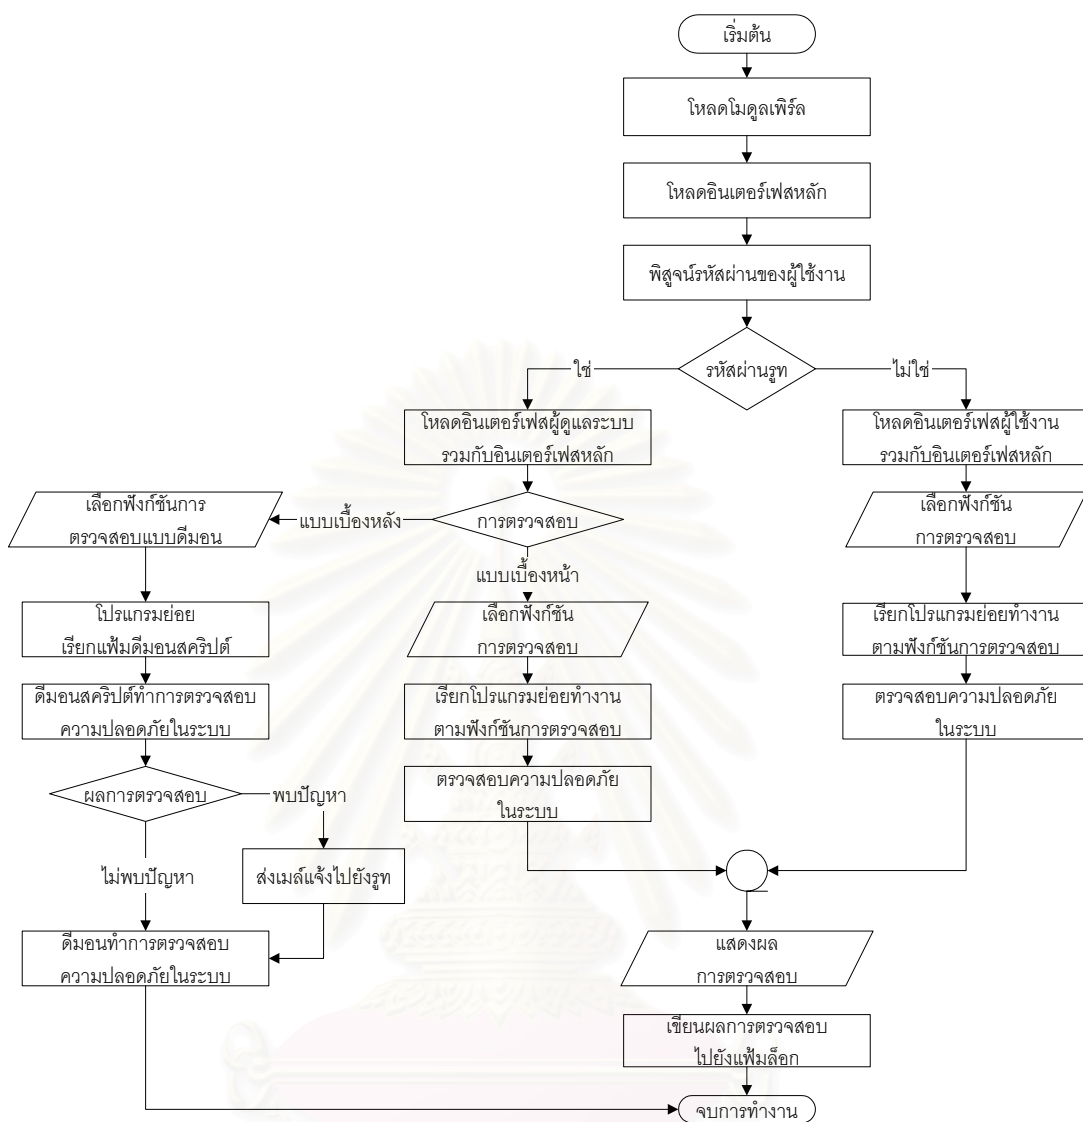 เริ่มต้น
โหลดโมดูลเพิร์ล
โหลดอินเตอร์เฟสหลัก
พิสูจน์รหัสผ่านของผู้ใช้งาน
รหัสผ่านรูท
ใช่
ไม่ใช่
โหลดอินเตอร์เฟสผู้ดูแลระบบ
รวมกับอินเตอร์เฟสหลัก
โหลดอินเตอร์เฟสผู้ใช้งาน
รวมกับอินเตอร์เฟสหลัก
การตรวจสอบ
แบบเบื้องหลัง
แบบเบื้องหน้า
เลือกฟังก์ชันการ
ตรวจสอบแบบดีมอน
โปรแกรมย่อย
เรียกแฟ้มดีมอนสคริปต์
ดีมอนสคริปต์ทำการตรวจสอบ
ความปลอดภัยในระบบ
ผลการตรวจสอบ
พบปัญหา
ไม่พบปัญหา
ส่งเมล์แจ้งไปยังรูท
ดีมอนทำการตรวจสอบ
ความปลอดภัยในระบบ
เลือกฟังก์ชัน
การตรวจสอบ
เรียกโปรแกรมย่อยทำงาน
ตามฟังก์ชันการตรวจสอบ
ตรวจสอบความปลอดภัย
ในระบบ
เลือกฟังก์ชัน
การตรวจสอบ
เรียกโปรแกรมย่อยทำงาน
ตามฟังก์ชันการตรวจสอบ
ตรวจสอบความปลอดภัย
ในระบบ
แสดงผล
การตรวจสอบ
เขียนผลการตรวจสอบ
ไปยังแฟ้มล็อก
จบการทำงาน